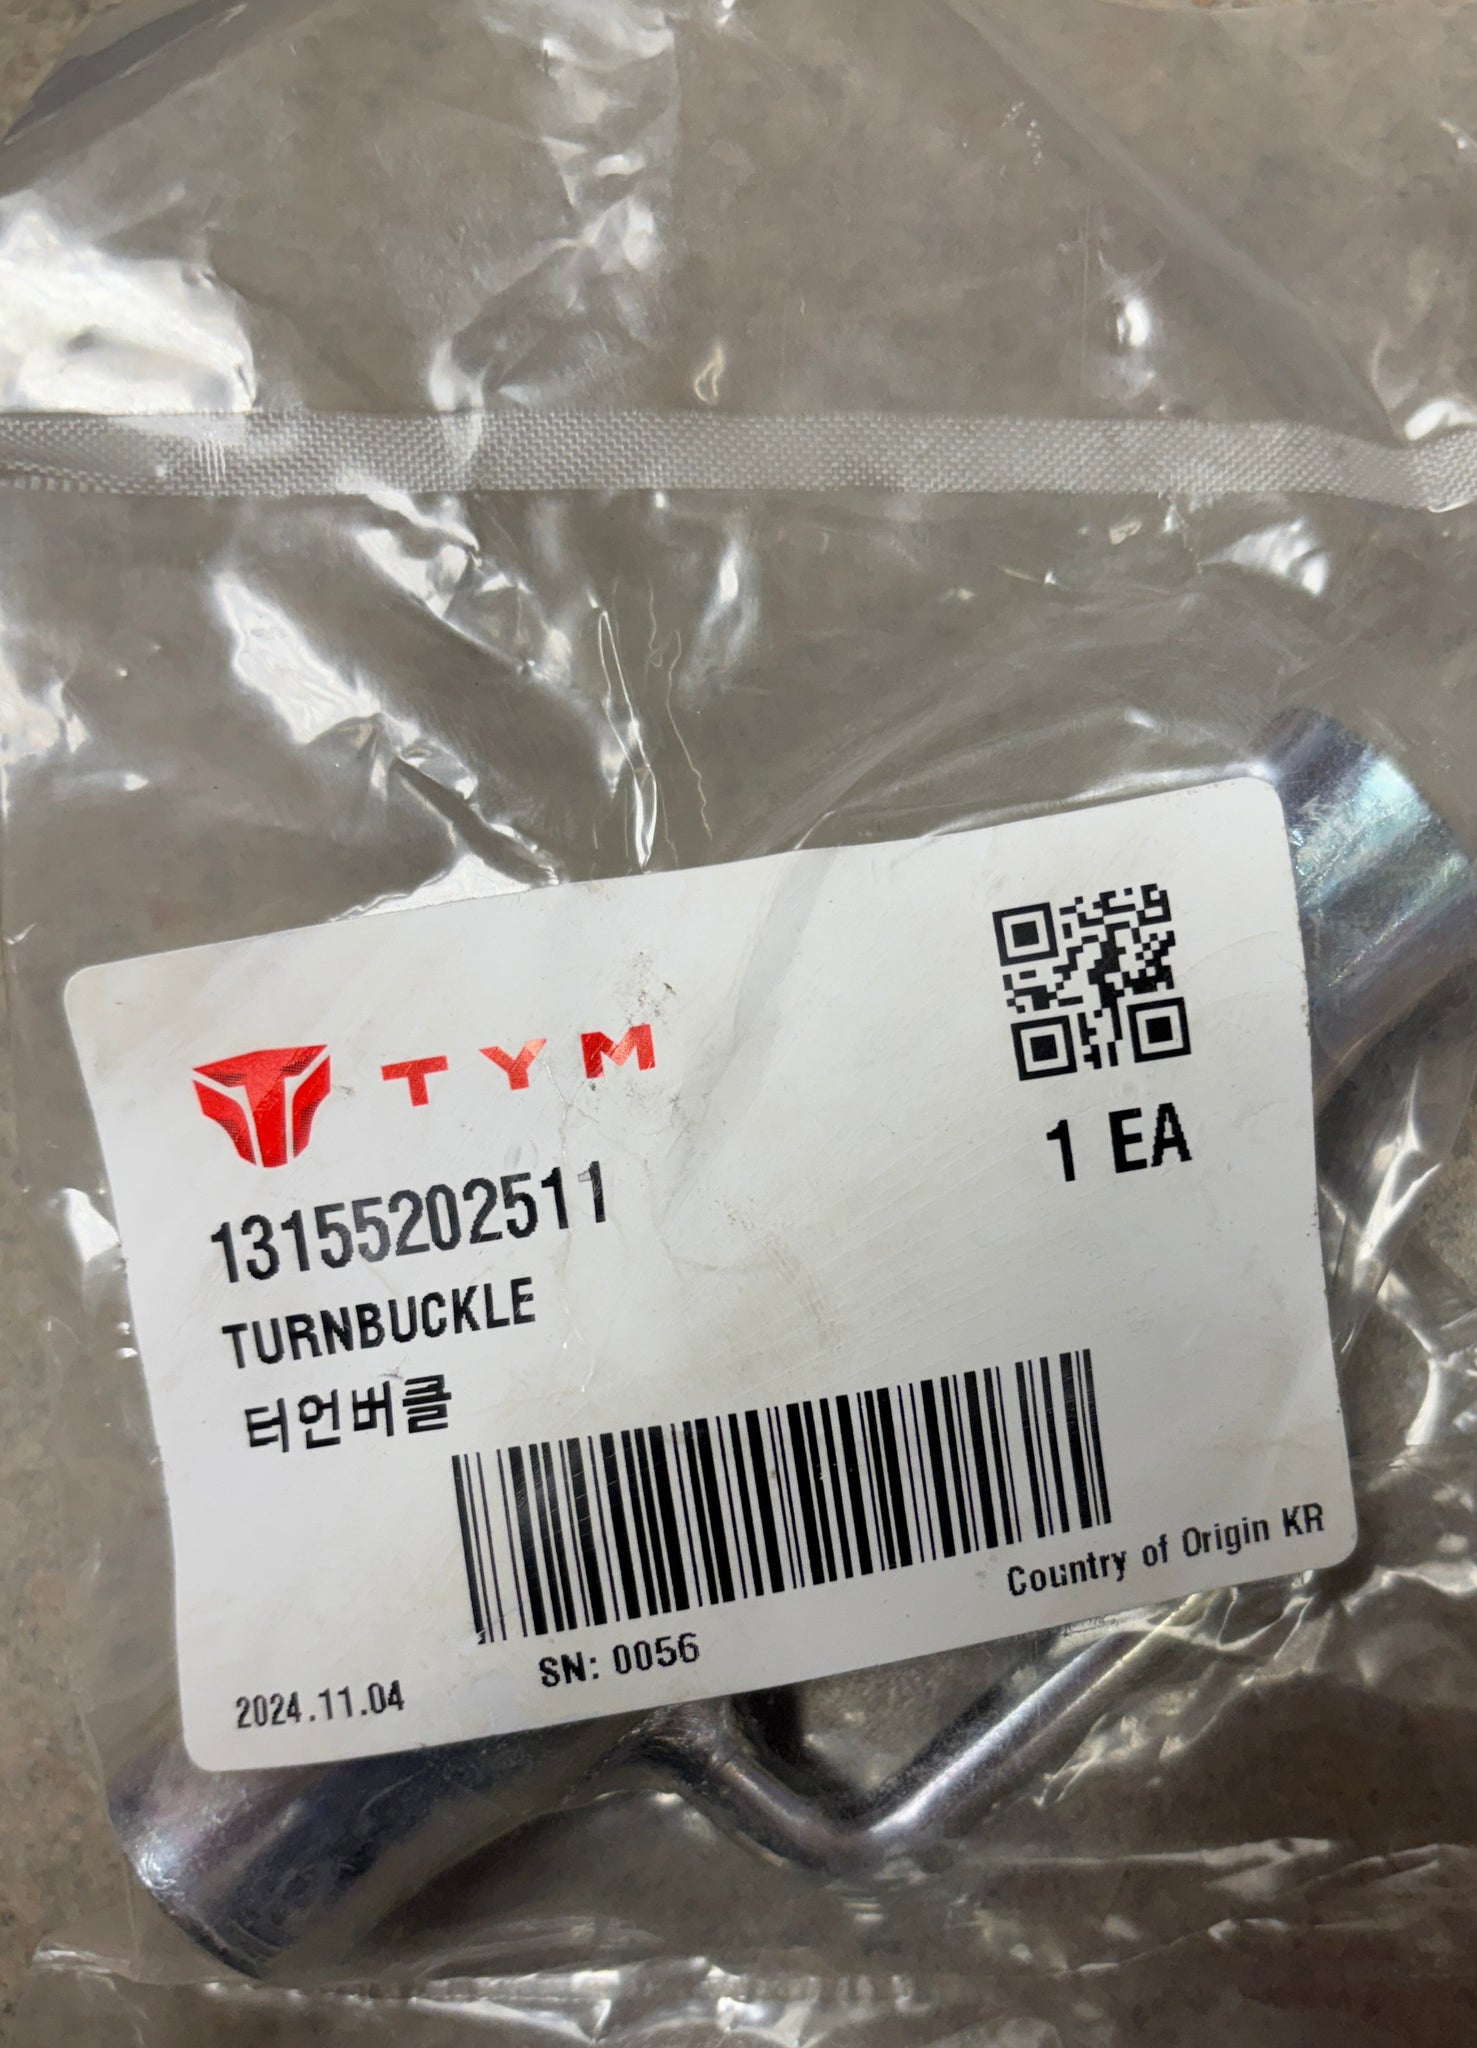 TYM
1 EA
13155202511
TURNBUCKLE
터언버클
Country of Origin KR
SN: 0056
2024.11.04